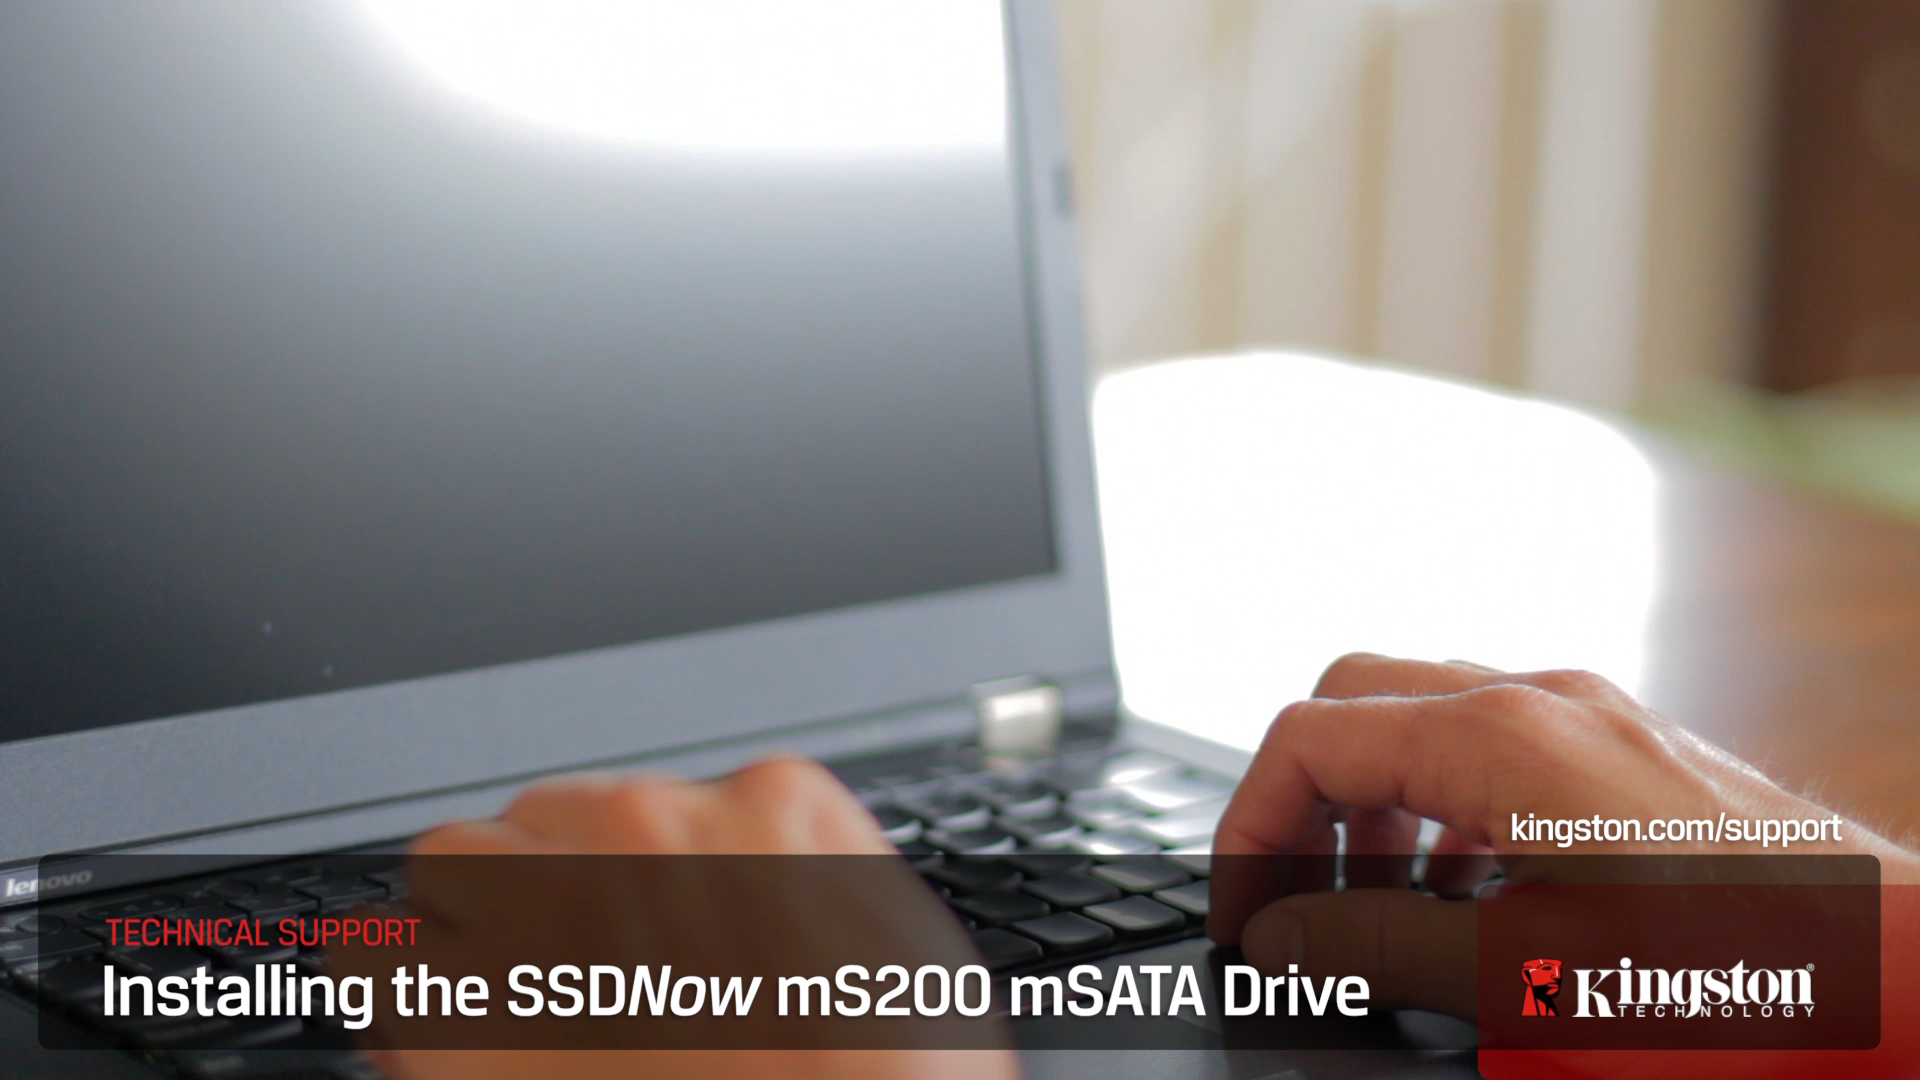 kingston.com/support
lenovo
TECHNICAL SUPPORT
Installing the SSDNow mS200 mSATA Drive
Kingston®
TECHNOLOGY